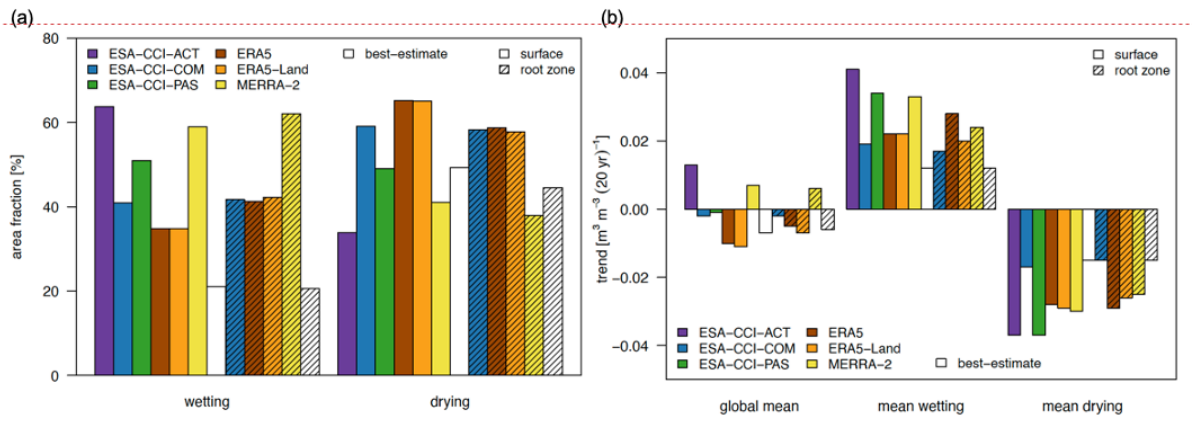 (a)
80
60
40
20
0
area fraction [%]
ESA−CCI−ACT
ESA−CCI−COM
ESA−CCI−PAS
ERA5
ERA5−Land
MERRA−2
best−estimate
surface
root zone
wetting
drying
(b)
0.04
0.02
0.00
−0.02
−0.04
trend [m³ m⁻³ (20 yr)⁻¹]
surface
root zone
ESA−CCI−ACT
ESA−CCI−COM
ESA−CCI−PAS
ERA5
ERA5−Land
MERRA−2
best−estimate
global mean
mean wetting
mean drying